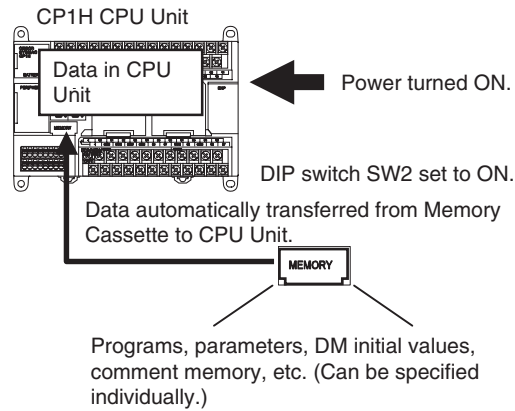 CP1H CPU Unit
Data in CPU
Unit
MEMORY
Power turned ON.
DIP switch SW2 set to ON.
Data automatically transferred from Memory
Cassette to CPU Unit.
MEMORY
Programs, parameters, DM initial values,
comment memory, etc. (Can be specified
individually.)